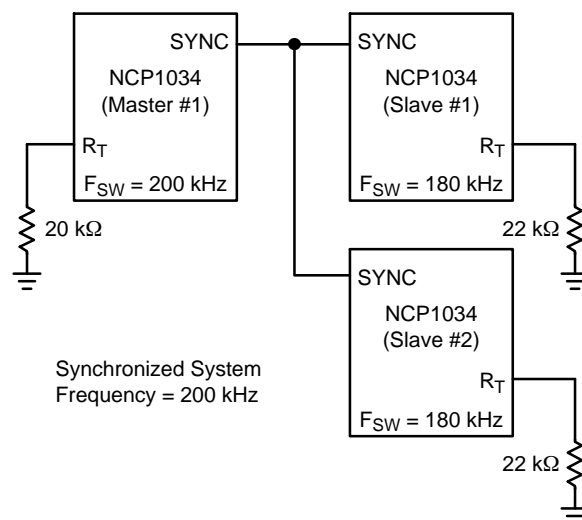 SYNC
NCP1034
(Master #1)
R_T
F_SW = 200 kHz
20 kΩ
SYNC
NCP1034
(Slave #1)
R_T
F_SW = 180 kHz
22 kΩ
SYNC
NCP1034
(Slave #2)
R_T
F_SW = 180 kHz
22 kΩ
Synchronized System
Frequency = 200 kHz